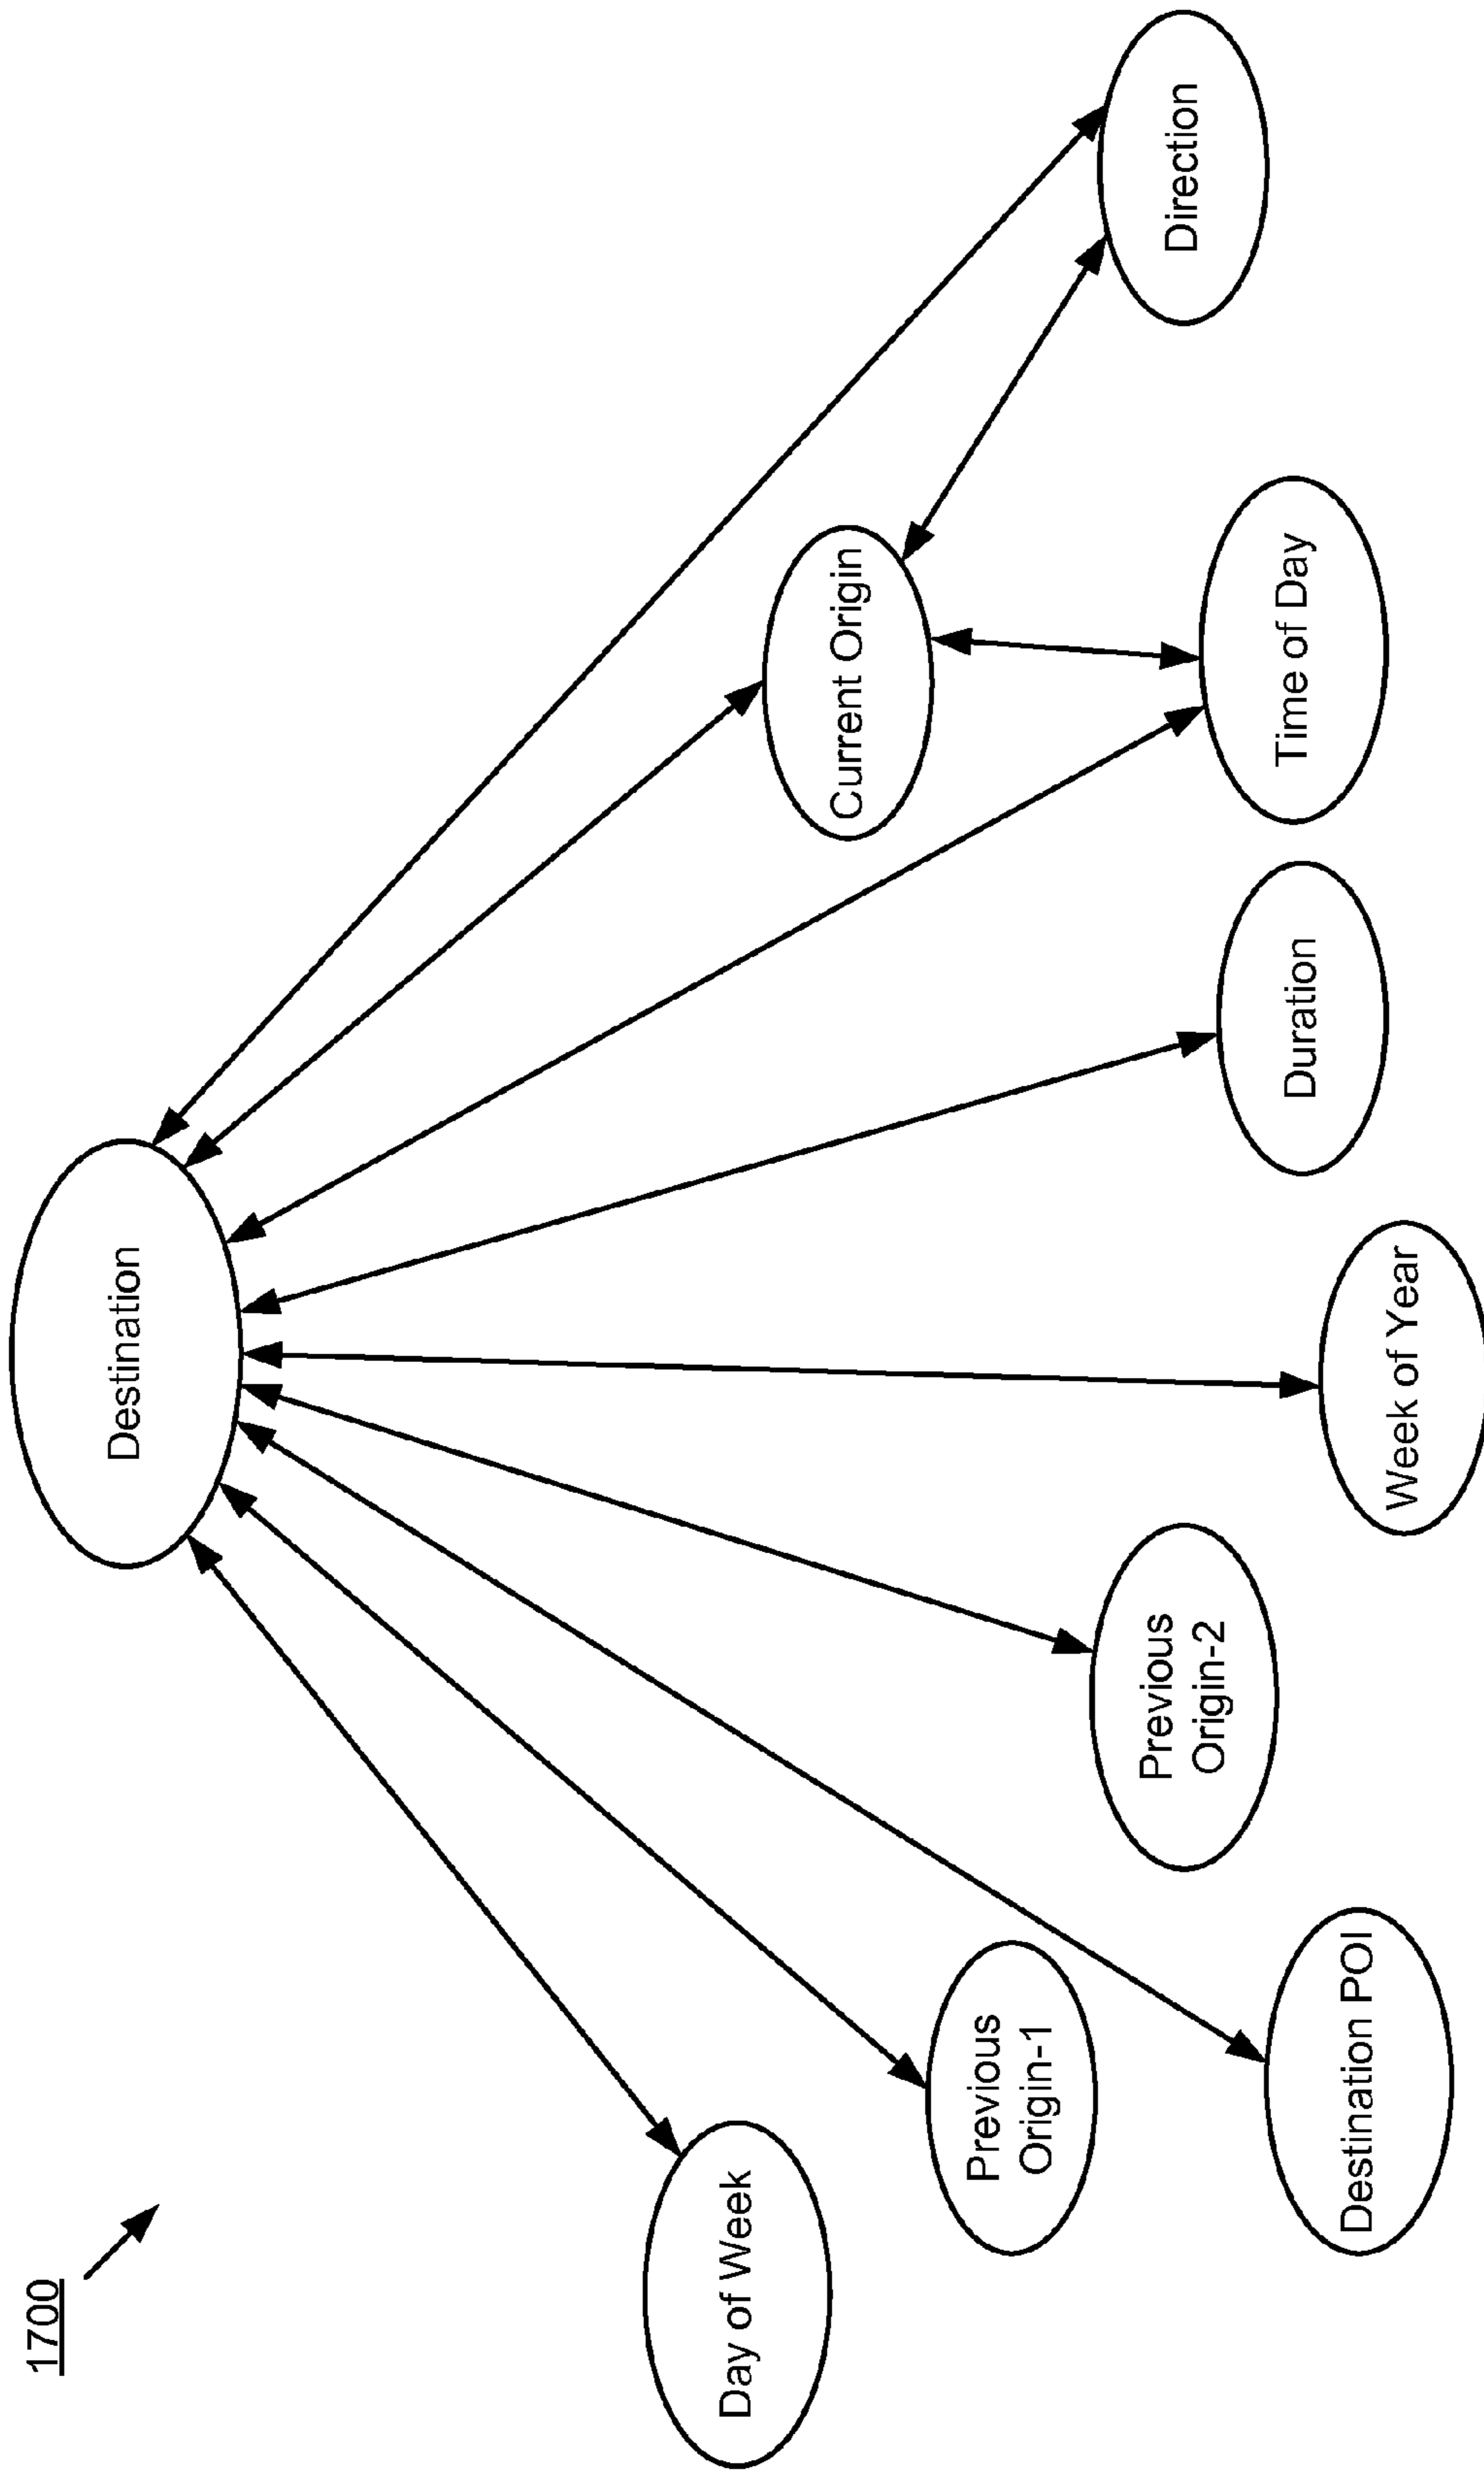 1700
Destination
Day of Week
Previous
Origin-1
Destination POI
Previous
Origin-2
Week of Year
Duration
Time of Day
Current Origin
Direction